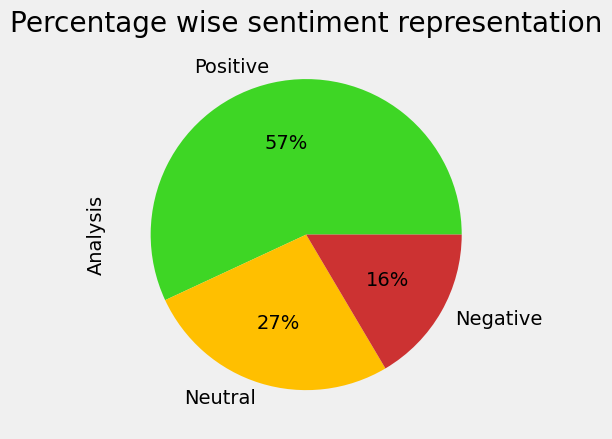 Percentage wise sentiment representation
Positive
57%
Analysis
16%
Negative
27%
Neutral